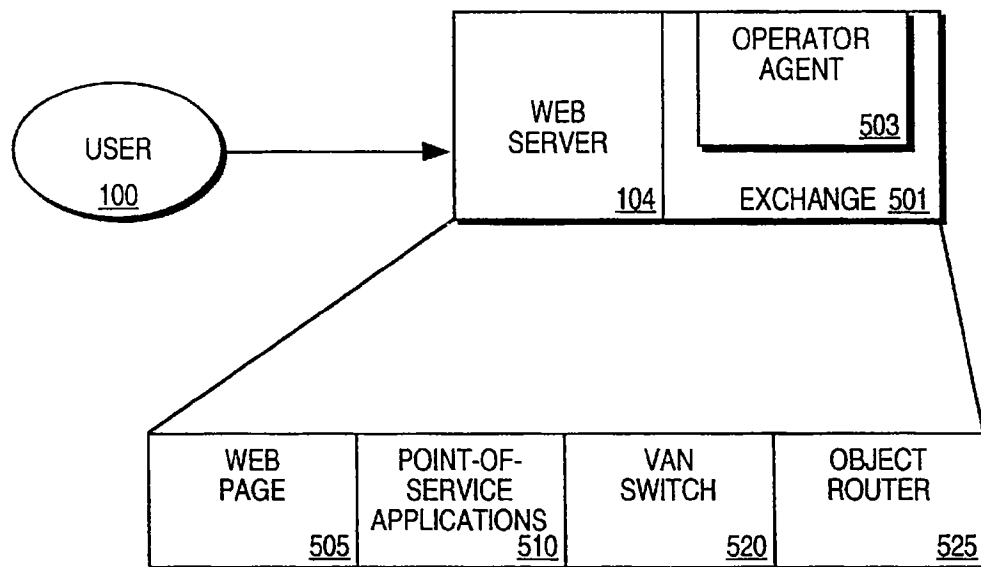 USER
100
WEB
SERVER
104
OPERATOR
AGENT
503
EXCHANGE 501
WEB
PAGE
505
POINT-OF-
SERVICE
APPLICATIONS
510
VAN
SWITCH
520
OBJECT
ROUTER
525